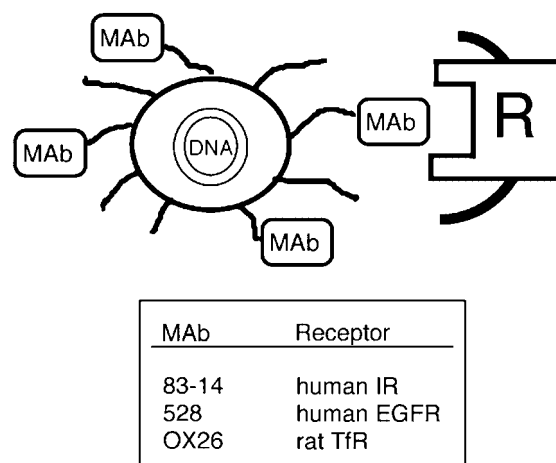 MAb
MAb
MAb
DNA
MAb
R
MAb Receptor
83-14 human IR
528 human EGFR
OX26 rat TfR